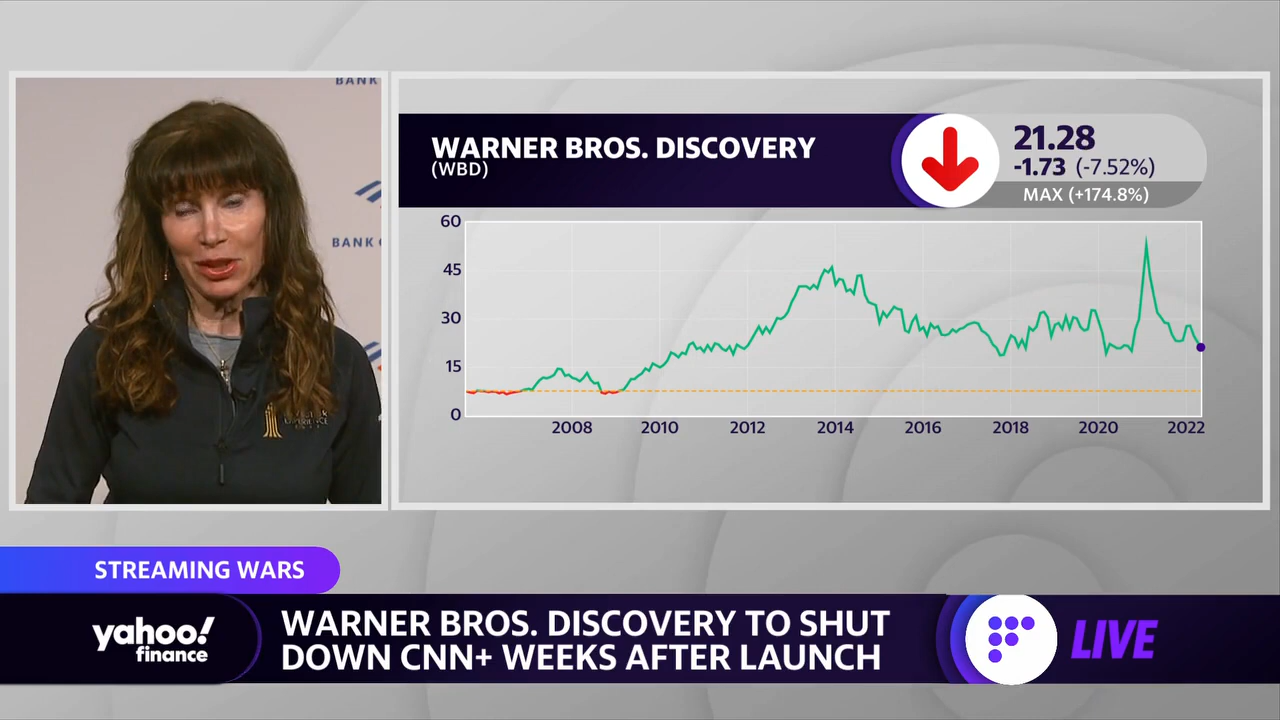 BANK
BANK
WARNER BROS. DISCOVERY
(WBD)
21.28
-1.73 (-7.52%)
MAX (+174.8%)
60
45
30
15
0
2008 2010 2012 2014 2016 2018 2020 2022
STREAMING WARS
yahoo!
finance
WARNER BROS. DISCOVERY TO SHUT
DOWN CNN+ WEEKS AFTER LAUNCH
LIVE